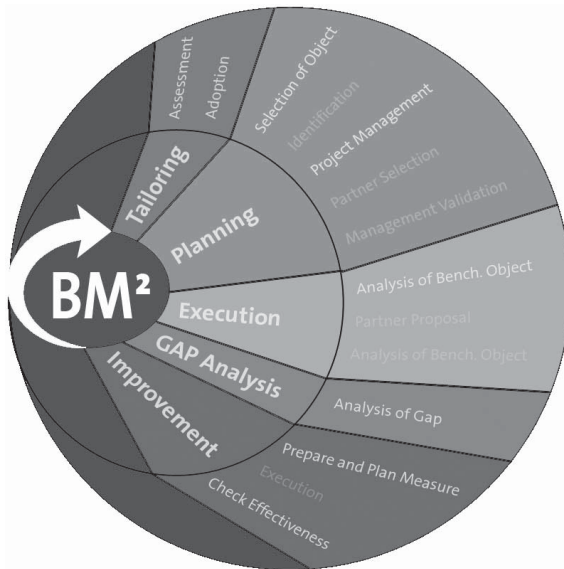 BM²
Tailoring
Assessment
Adoption
Planning
Selection of Object
Identification
Project Management
Partner Selection
Management Validation
Execution
Analysis of Bench. Object
Partner Proposal
Analysis of Bench. Object
GAP Analysis
Analysis of Gap
Improvement
Prepare and Plan Measure
Execution
Check Effectiveness